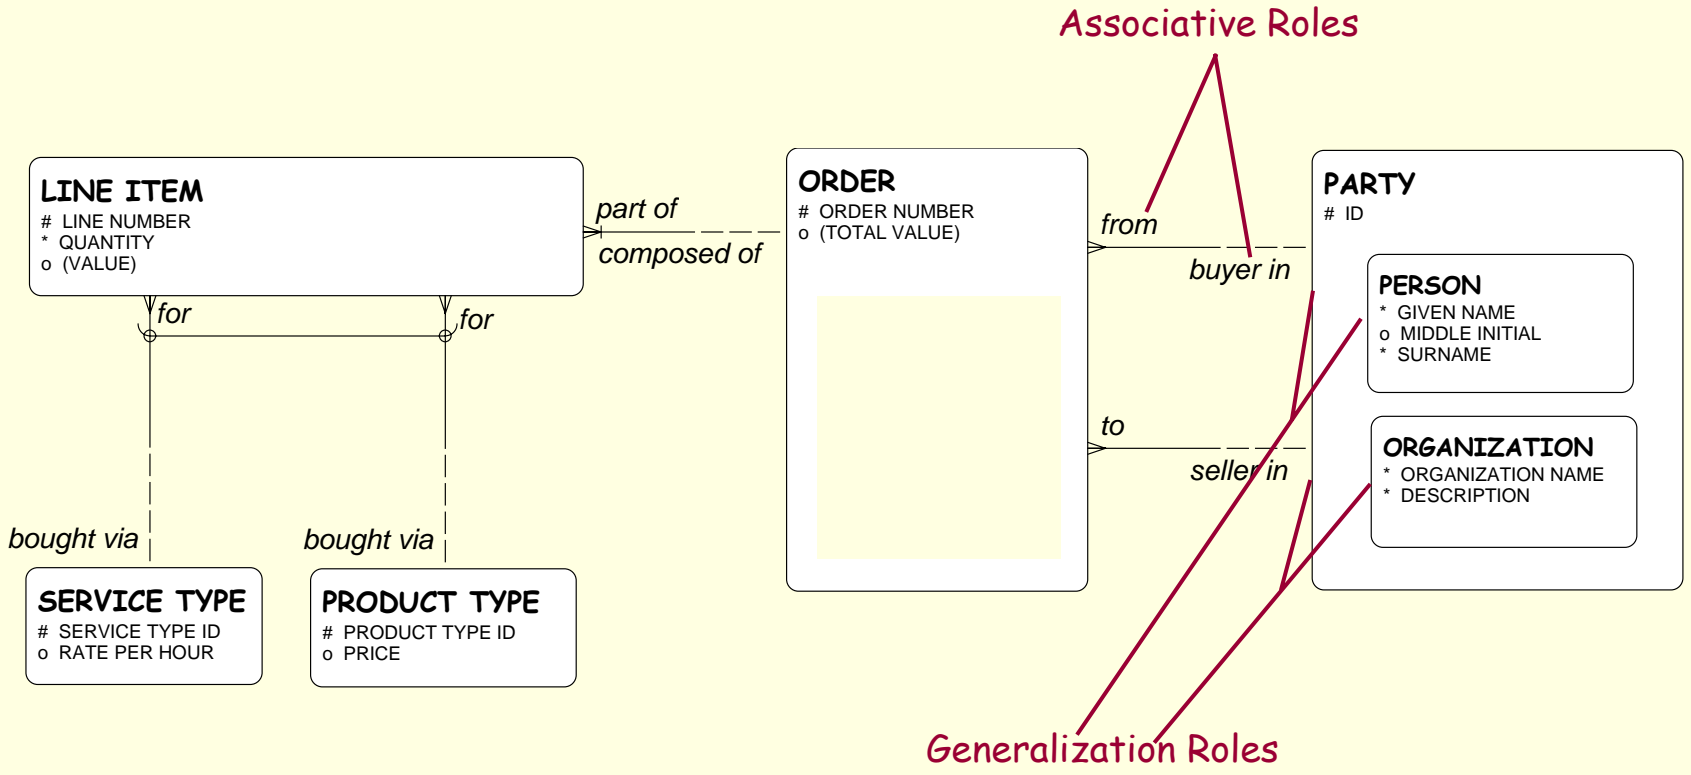 Associative Roles
LINE ITEM
# LINE NUMBER
* QUANTITY
o (VALUE)
part of
composed of
ORDER
# ORDER NUMBER
o (TOTAL VALUE)
from
buyer in
to
seller in
PARTY
# ID
PERSON
* GIVEN NAME
o MIDDLE INITIAL
* SURNAME
ORGANIZATION
* ORGANIZATION NAME
* DESCRIPTION
for
for
bought via
bought via
SERVICE TYPE
# SERVICE TYPE ID
o RATE PER HOUR
PRODUCT TYPE
# PRODUCT TYPE ID
o PRICE
Generalization Roles